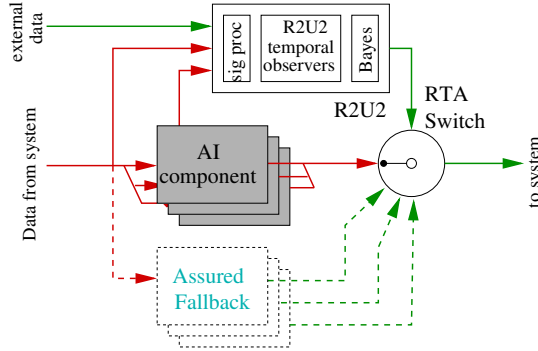 external
data
sig proc
R2U2
temporal
observers
Bayes
R2U2
RTA
Switch
Data from system
AI
component
to system
Assured
Fallback